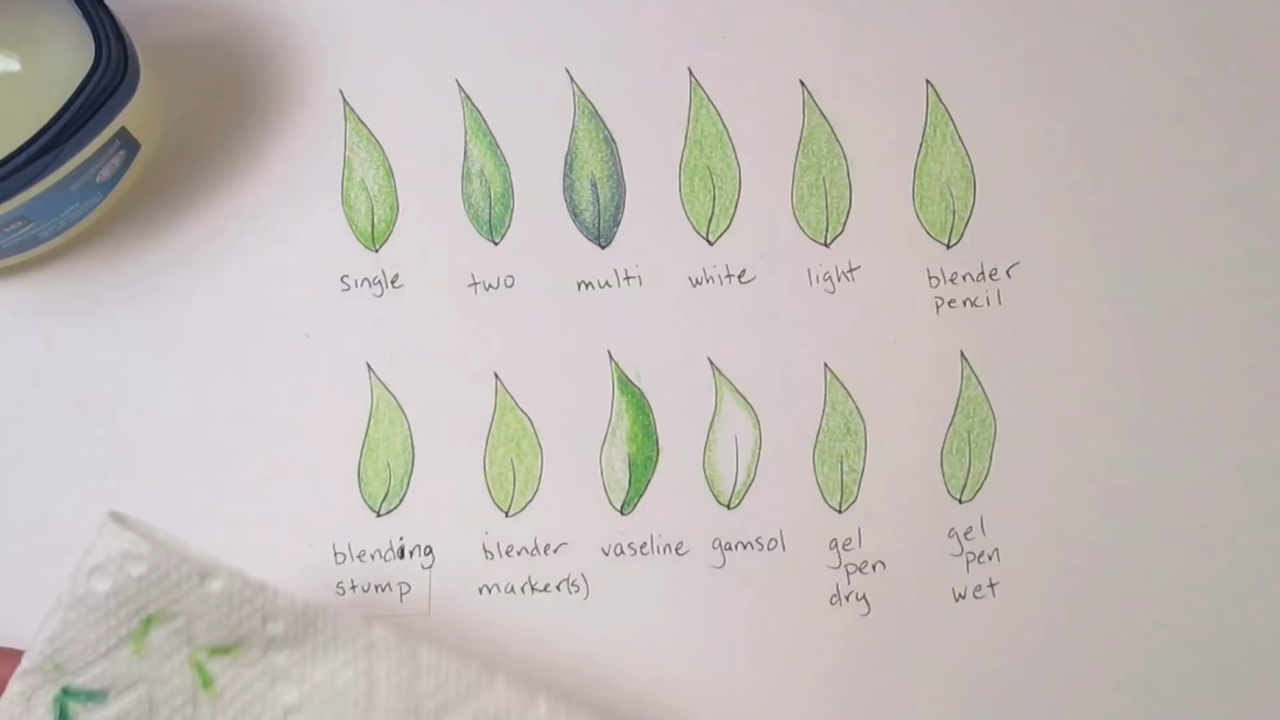 single
two
multi
white
light
blender
pencil
blending
stump
blender
marker(s)
vaseline
gamsol
gel
pen
dry
gel
pen
wet